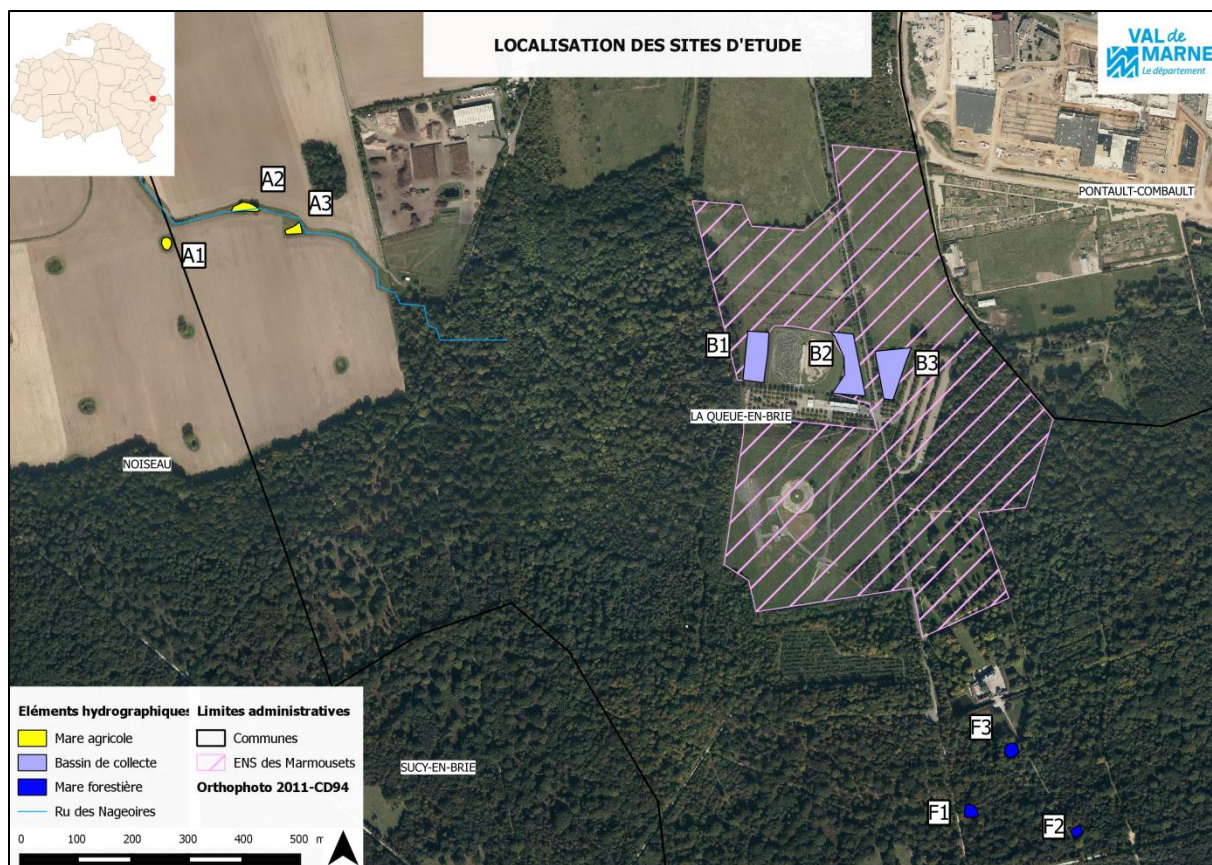 LOCALISATION DES SITES D'ETUDE
VAL de
MARNE
Le département
PONTAULT-COMBAULT
A2
A3
A1
B1
B2
B3
LA QUEUE-EN-BRIE
NOISEAU
SUCY-EN-BRIE
F3
F1
F2
Eléments hydrographiques
Mare agricole
Bassin de collecte
Mare forestière
Ru des Nageoires
Limites administratives
Communes
ENS des Marmousets
Orthophoto 2011-CD94
0 100 200 300 400 500 m